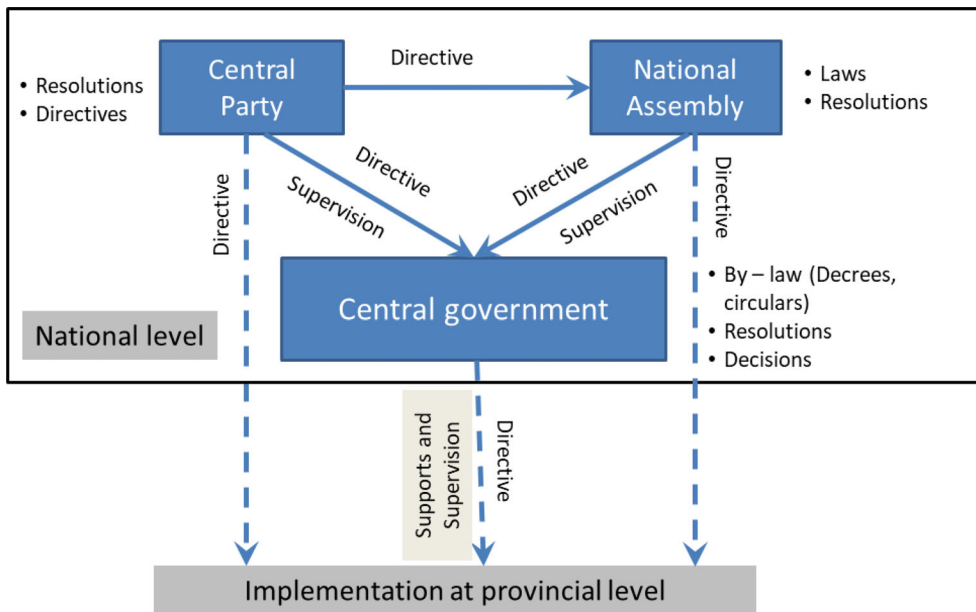 Central
Party
Directive
National
Assembly
• Resolutions
• Directives
• Laws
• Resolutions
Directive
Directive
Supervision
Directive
Supervision
Directive
• By – law (Decrees,
circulars)
• Resolutions
• Decisions
Central government
National level
Supports and
Supervision
Directive
Implementation at provincial level